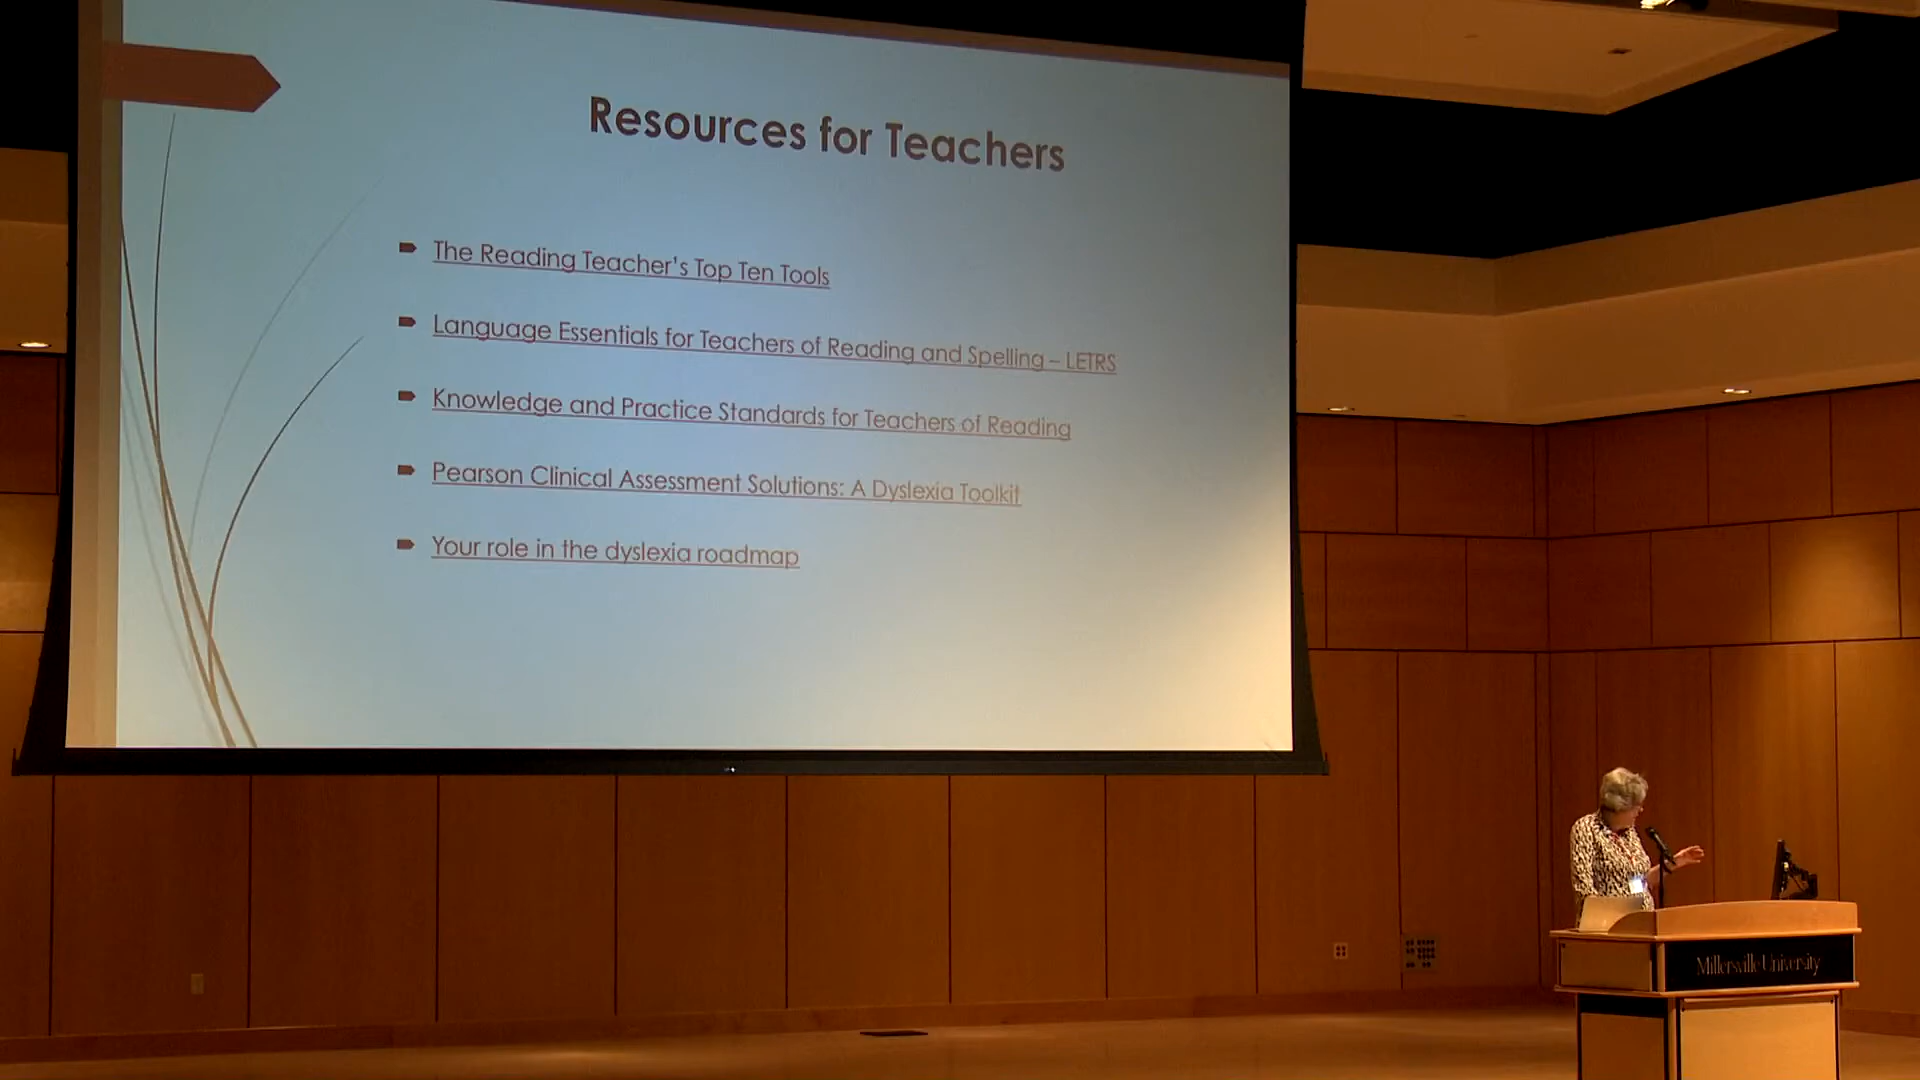 Resources for Teachers
The Reading Teacher's Top Ten Tools
Language Essentials for Teachers of Reading and Spelling – LETRS
Knowledge and Practice Standards for Teachers of Reading
Pearson Clinical Assessment Solutions: A Dyslexia Toolkit
Your role in the dyslexia roadmap
Millersville University